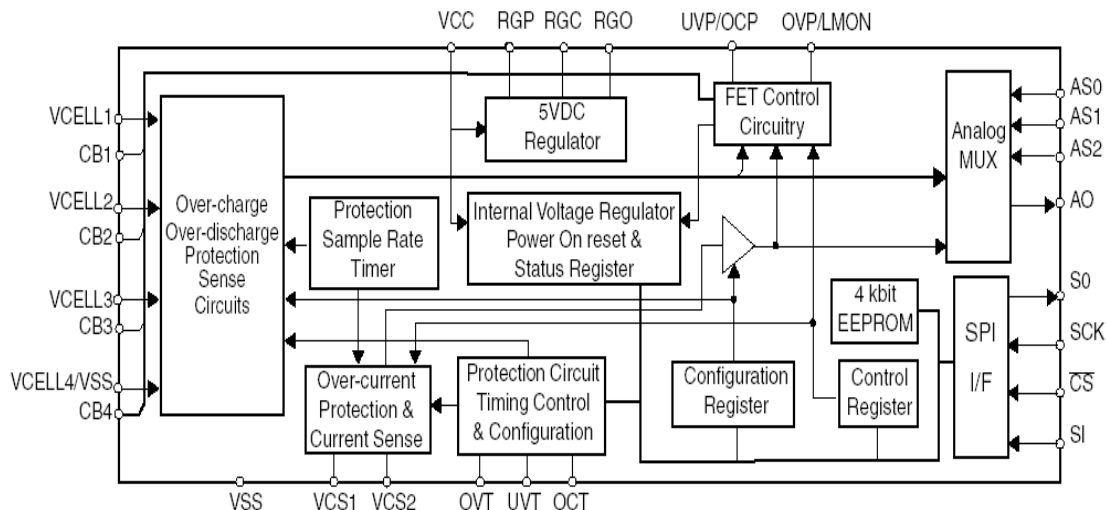 VCC RGP RGC RGO UVP/OCP OVP/LMON
VCELL1
CB1
VCELL2
CB2
VCELL3
CB3
VCELL4/VSS
CB4
Over-charge
Over-discharge
Protection
Sense
Circuits
5VDC
Regulator
FET Control
Circuitry
Analog
MUX
AS0
AS1
AS2
AO
Protection
Sample Rate
Timer
Internal Voltage Regulator
Power On reset &
Status Register
4 kbit
EEPROM
SPI
I/F
S0
SCK
CS
SI
Over-current
Protection &
Current Sense
Protection Circuit
Timing Control
& Configuration
Configuration
Register
Control
Register
VSS VCS1 VCS2 OVT UVT OCT